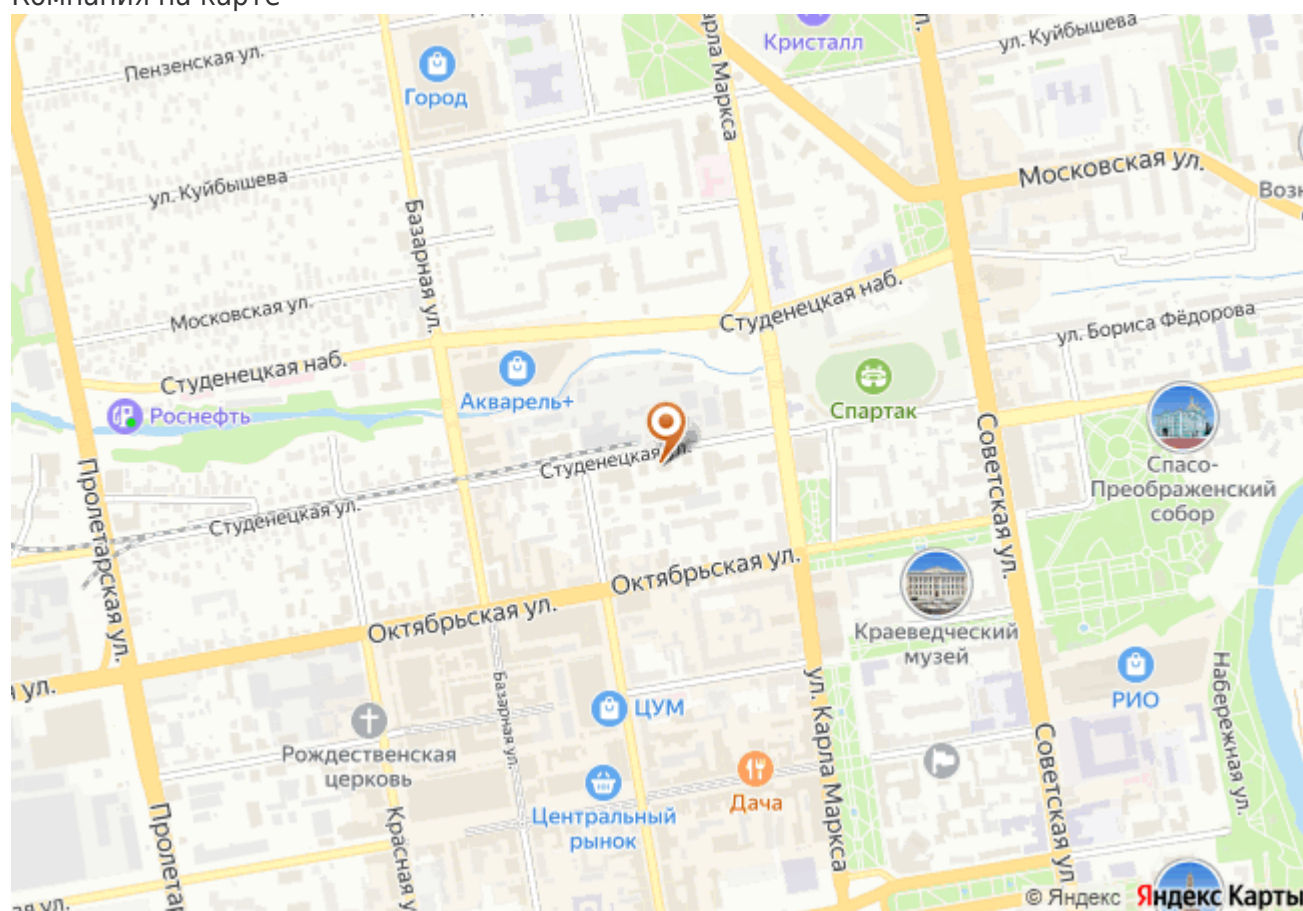 Компания на карте
Пензенская ул.
Город
Карла Маркса
Кристалл
ул.
ул. Куйбышева
ул. Куйбышева
Базарная ул.
Московская ул.
Возн
Московская ул.
Студенецкая наб.
Студенецкая наб.
ул. Бориса Фёдорова
Роснефть
Акварель+
Спартак
Спасо-
Преображенский
собор
Студенецкая ул.
Студенецкая ул.
Пролетарская ул.
Советская ул.
Октябрьская ул.
Октябрьская ул.
Краеведческий
музей
я ул.
Рождественская
церковь
Базарная ул.
ЦУМ
ул. Карла Маркса
РИО
Набережная ул.
Центральный
рынок
Дача
Советская ул
Пролетар
Красная у
ая ул.
© Яндекс Яндекс Карты